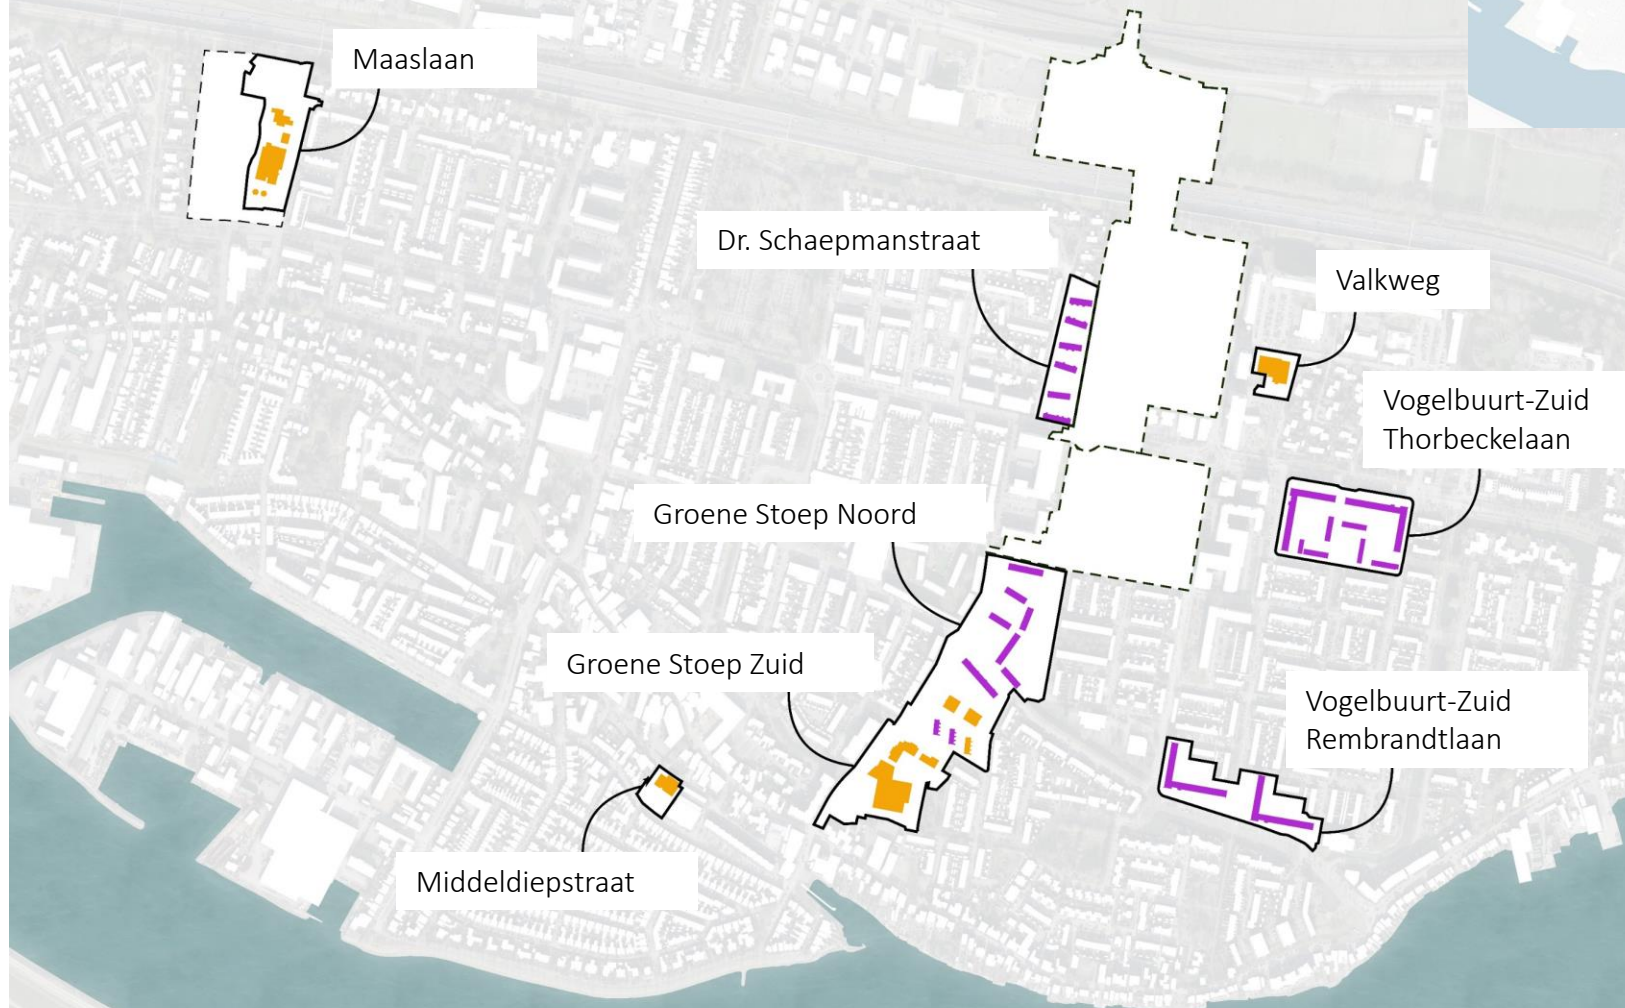 Maaslaan
Dr. Schaepmanstraat
Valkweg
Vogelbuurt-Zuid
Thorbeckelaan
Groene Stoep Noord
Groene Stoep Zuid
Vogelbuurt-Zuid
Rembrandtlaan
Middeldiepstraat